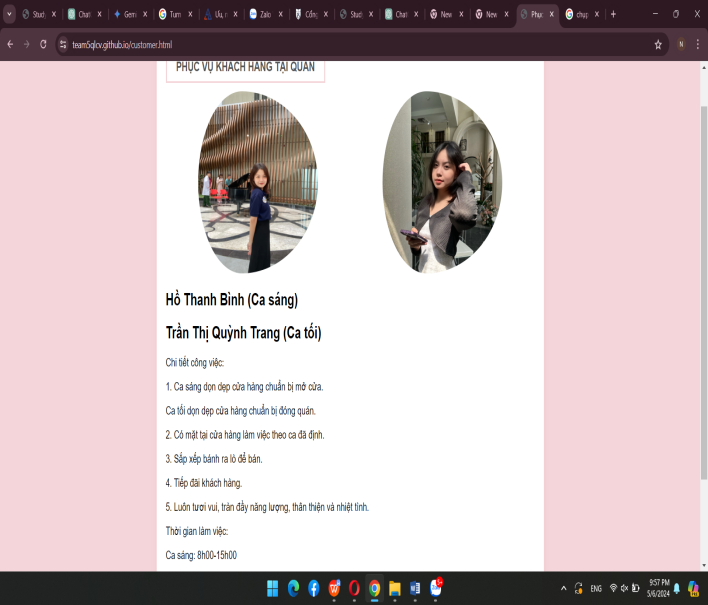 Study
Chat
Gem
Turn
Zalo
Cổng
Studi
Chat
New
New
Phục
chụp
team5qlcv.github.io/customer.html
N
PHỤC VỤ KHÁCH HÀNG TẠI QUÁN
Hồ Thanh Bình (Ca sáng)
Trần Thị Quỳnh Trang (Ca tối)
Chi tiết công việc:
1. Ca sáng dọn dẹp cửa hàng chuẩn bị mở cửa.
Ca tối dọn dẹp cửa hàng chuẩn bị đóng quán.
2. Có mặt tại cửa hàng làm việc theo ca đã định.
3. Sắp xếp bánh ra lò để bán.
4. Tiếp đãi khách hàng.
5. Luôn tươi vui, tràn đầy năng lượng, thân thiện và nhiệt tình.
Thời gian làm việc:
Ca sáng: 8h00-15h00
ENG
9:57 PM
5/6/2024